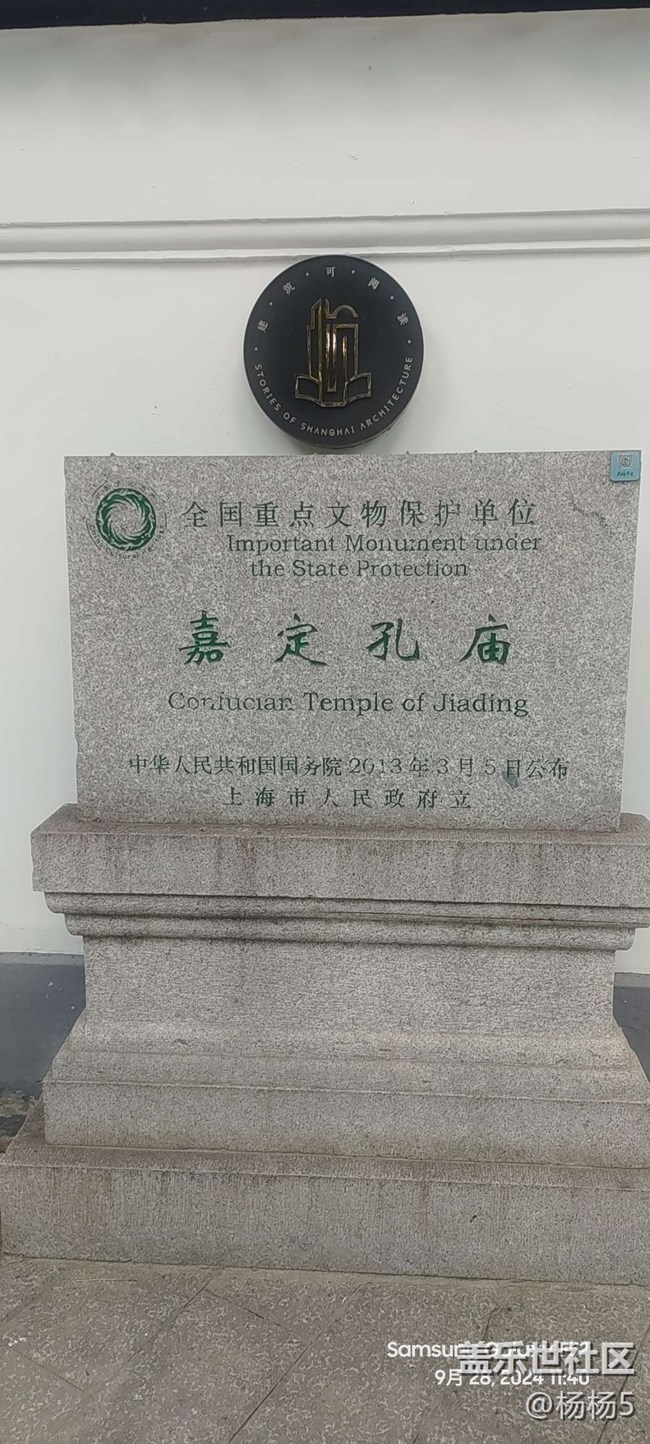 建·筑·可·阅·读
STORIES OF SHANGHAI ARCHITECTURE
全国重点文物保护单位
Important Monument under
the State Protection
嘉定孔庙
Confucian Temple of Jiading
中华人民共和国国务院2013年3月5日公布
上海市人民政府立
Samsung
盖乐世社区
9月 28, 2024 11:40
@杨杨5